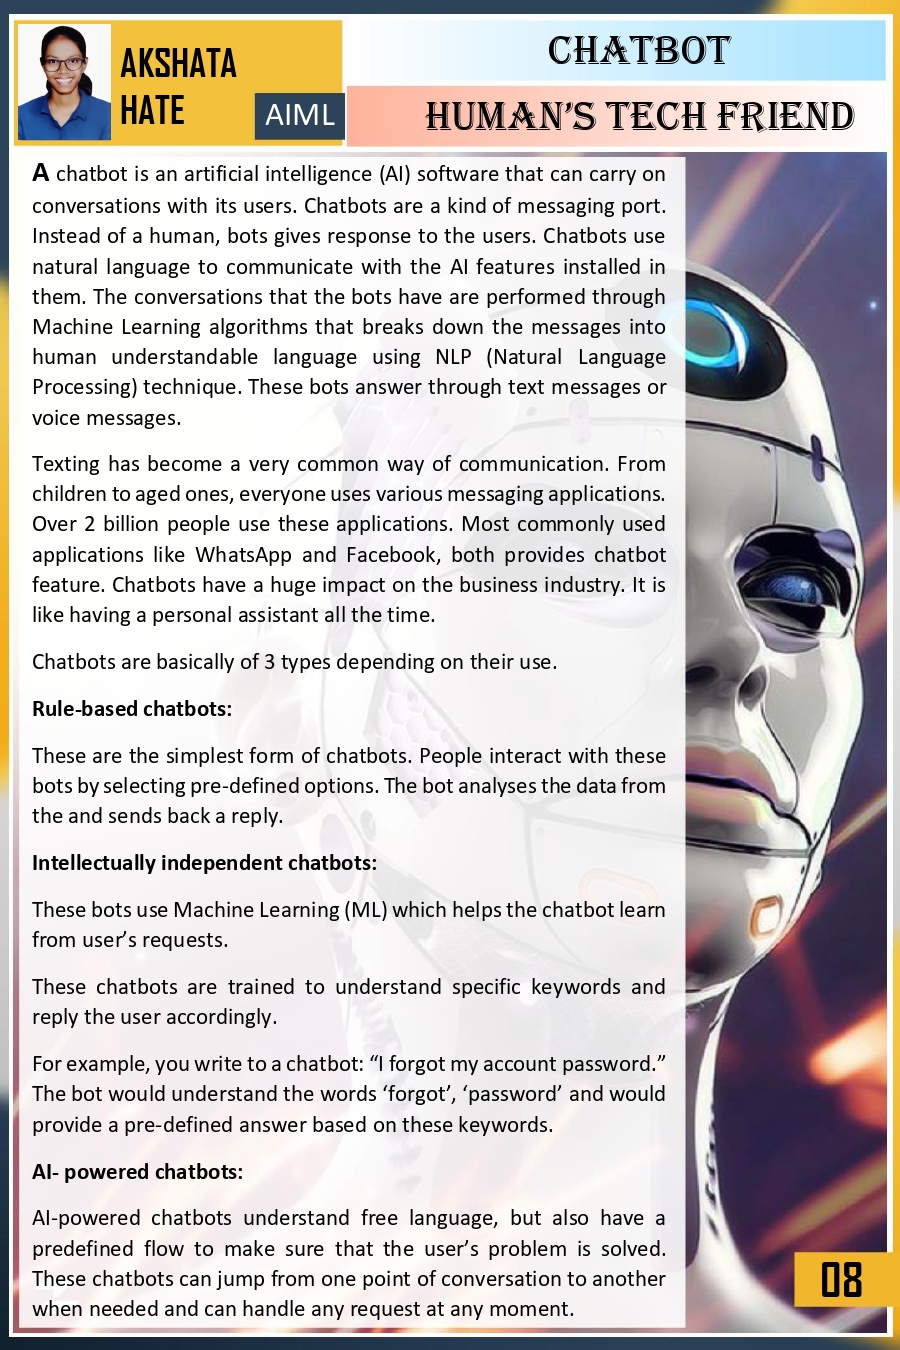 AKSHATA
HATE
AIML
CHATBOT
HUMAN'S TECH FRIEND
A chatbot is an artificial intelligence (AI) software that can carry on
conversations with its users. Chatbots are a kind of messaging port.
Instead of a human, bots gives response to the users. Chatbots use
natural language to communicate with the AI features installed in
them. The conversations that the bots have are performed through
Machine Learning algorithms that breaks down the messages into
human understandable language using NLP (Natural Language
Processing) technique. These bots answer through text messages or
voice messages.
Texting has become a very common way of communication. From
children to aged ones, everyone uses various messaging applications.
Over 2 billion people use these applications. Most commonly used
applications like WhatsApp and Facebook, both provides chatbot
feature. Chatbots have a huge impact on the business industry. It is
like having a personal assistant all the time.
Chatbots are basically of 3 types depending on their use.
Rule-based chatbots:
These are the simplest form of chatbots. People interact with these
bots by selecting pre-defined options. The bot analyses the data from
the and sends back a reply.
Intellectually independent chatbots:
These bots use Machine Learning (ML) which helps the chatbot learn
from user’s requests.
These chatbots are trained to understand specific keywords and
reply the user accordingly.
For example, you write to a chatbot: “I forgot my account password.”
The bot would understand the words ‘forgot’, ‘password’ and would
provide a pre-defined answer based on these keywords.
AI- powered chatbots:
AI-powered chatbots understand free language, but also have a
predefined flow to make sure that the user’s problem is solved.
These chatbots can jump from one point of conversation to another
when needed and can handle any request at any moment.
08